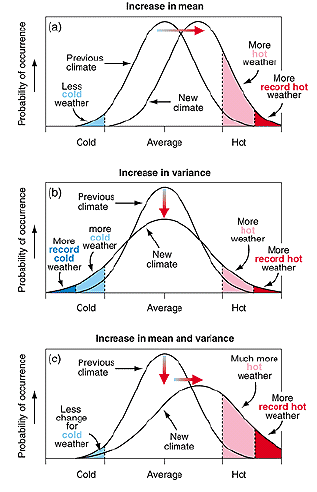 Increase in mean
(a)
Probability of occurrence
Previous
climate
Less
cold
weather
New
climate
More
hot
weather
More
record hot
weather
Cold
Average
Hot
Increase in variance
(b)
Probability of occurrence
Previous
climate
More
record
cold
weather
more
cold
weather
New
climate
More
hot
weather
More
record hot
weather
Cold
Average
Hot
Increase in mean and variance
(c)
Probability of occurrence
Previous
climate
Less
change
for
cold
weather
New
climate
Much more
hot
weather
More
record hot
weather
Cold
Average
Hot